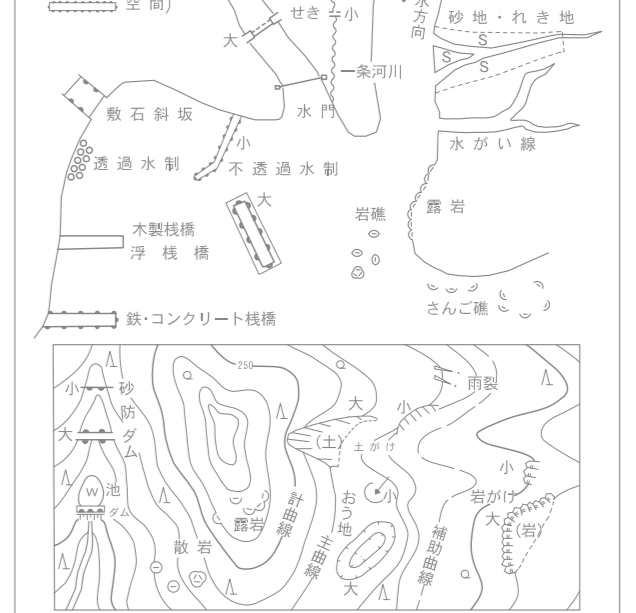 空 間)
せき
小
水方向
砂地・れき地
大
S
S
S
一条河川
敷石斜坂
水門
小
水がい線
透過水制
不透過水制
大
岩礁
露岩
木製桟橋
浮桟橋
さんご礁
鉄・コンクリート桟橋
250
小
砂防ダム
大
雨裂
大
小
(土)
土がけ
小
W
池
ダム
計曲線
おう地
小
岩がけ
大
(岩)
露岩
散岩
主曲線
補助曲線
大